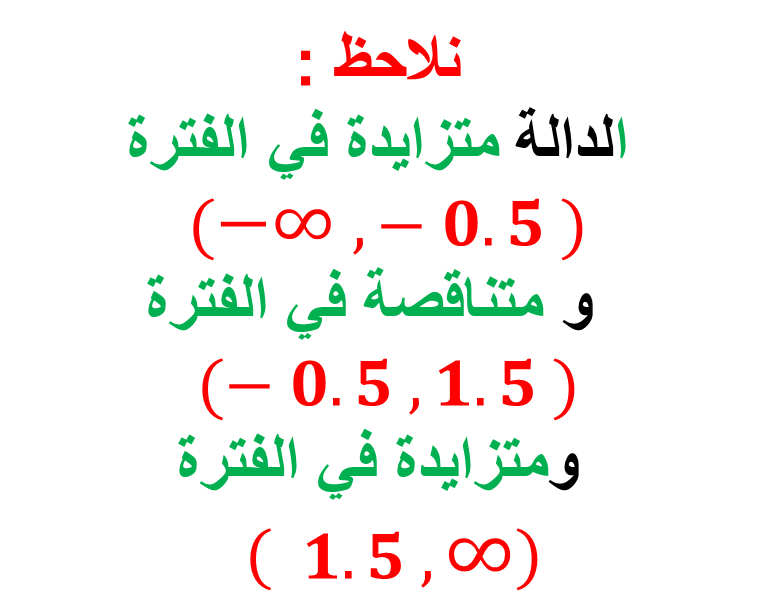 نلاحظ :
الدالة متزايدة في الفترة
(−∞ , − 0.5 )
و متناقصة في الفترة
(− 0.5 , 1.5 )
ومتزايدة في الفترة
( 1.5 , ∞)